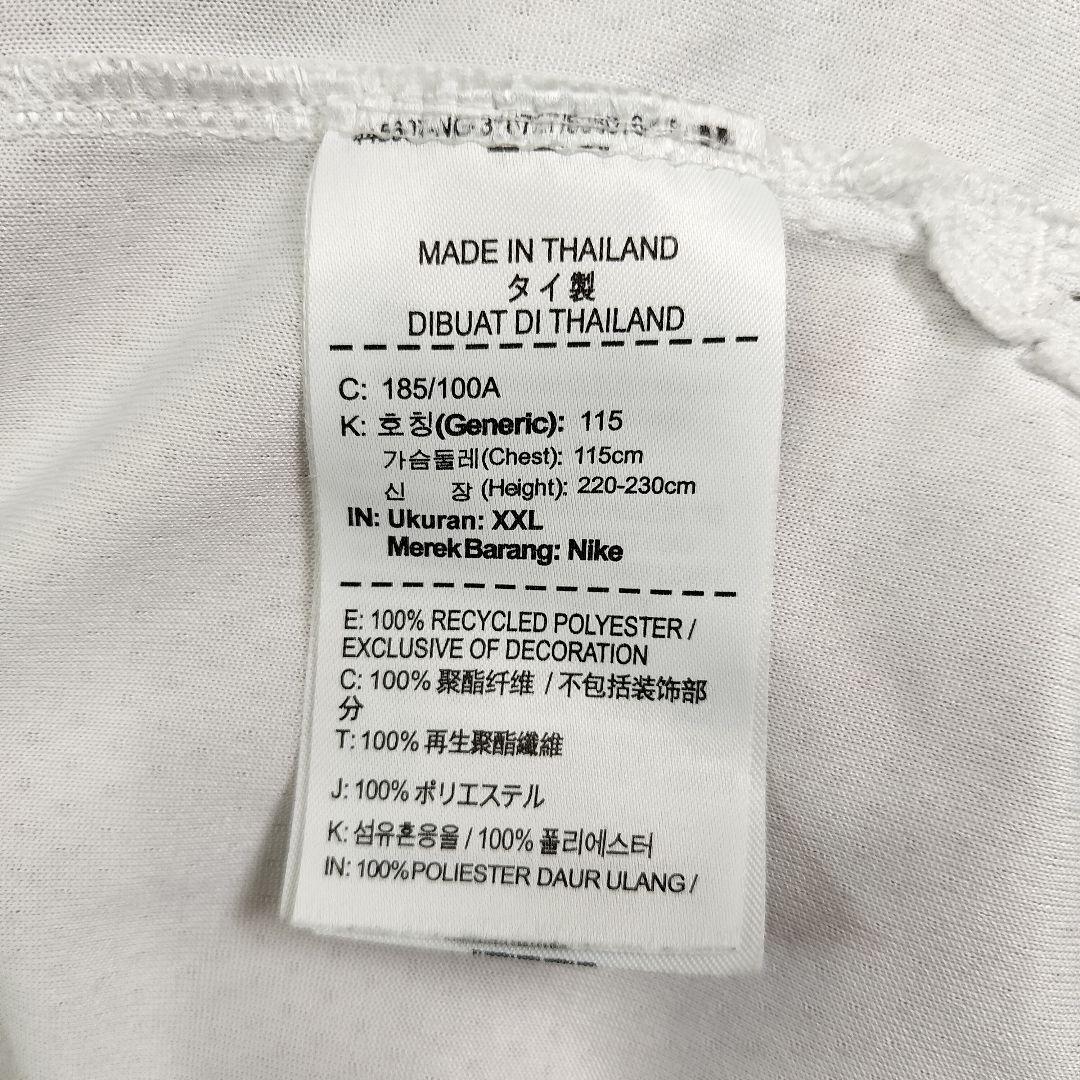 MADE IN THAILAND
タイ製
DIBUAT DI THAILAND
C: 185/100A
K: 호칭(Generic): 115
가슴둘레(Chest): 115cm
신 장 (Height): 220-230cm
IN: Ukuran: XXL
Merek Barang: Nike
E: 100% RECYCLED POLYESTER /
EXCLUSIVE OF DECORATION
C: 100% 聚酯纤维 / 不包括装饰部
分
T: 100% 再生聚酯纖維
J: 100% ポリエステル
K: 섬유혼용율 / 100% 폴리에스터
IN: 100% POLIESTER DAUR ULANG /